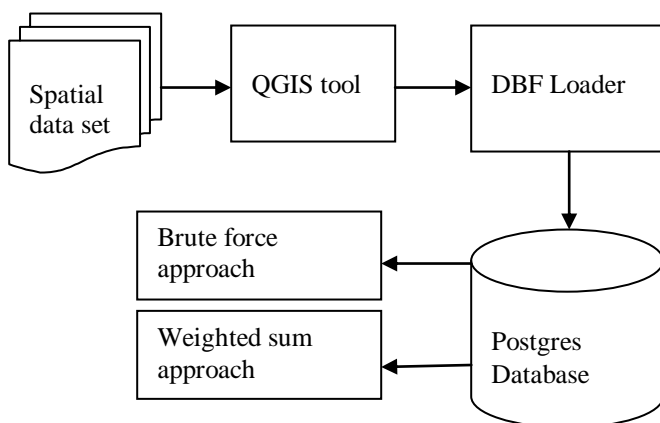 Spatial
data set
QGIS tool
DBF Loader
Brute force
approach
Weighted sum
approach
Postgres
Database